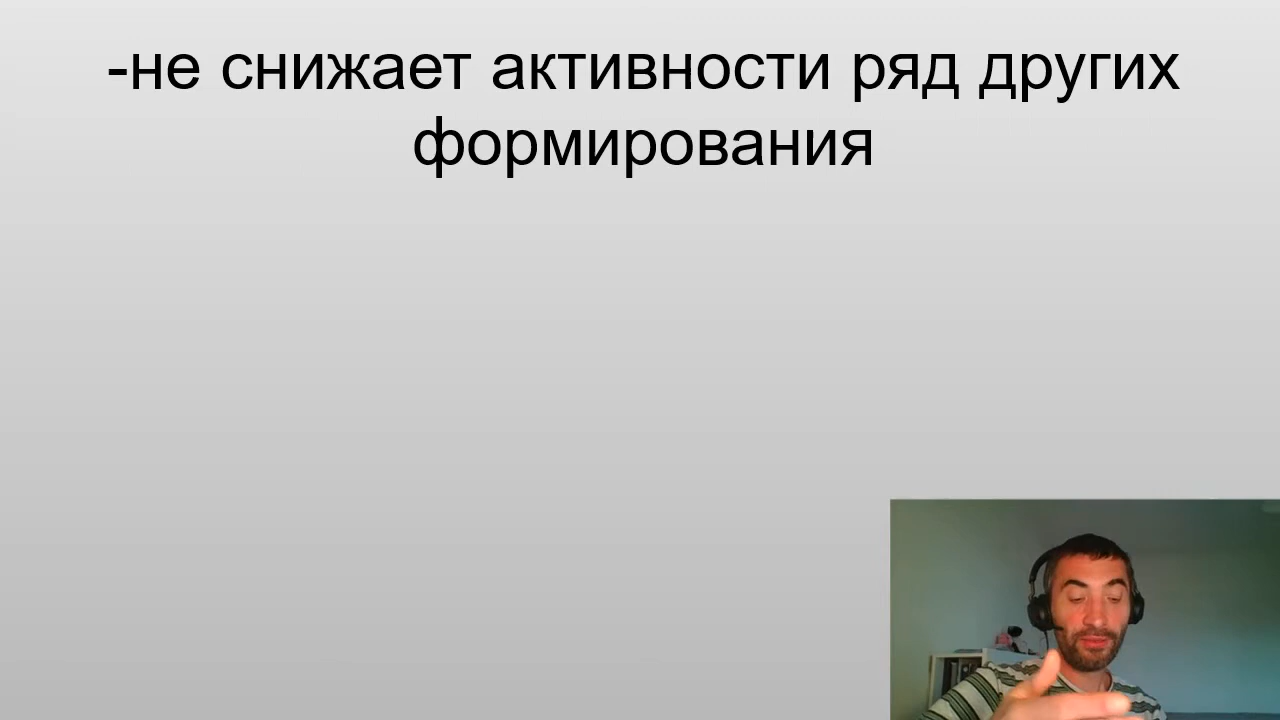 -не снижает активности ряд других
формирования